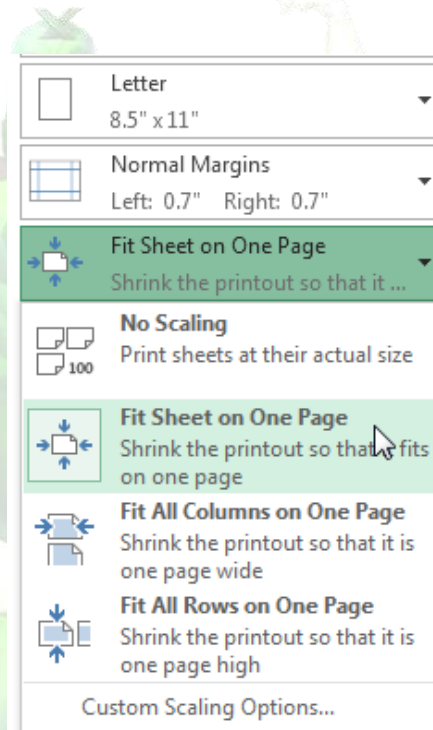 Letter
8.5" x 11"
Normal Margins
Left: 0.7" Right: 0.7"
Fit Sheet on One Page
Shrink the printout so that it ...
No Scaling
Print sheets at their actual size
100
Fit Sheet on One Page
Shrink the printout so that fits
on one page
Fit All Columns on One Page
Shrink the printout so that it is
one page wide
Fit All Rows on One Page
Shrink the printout so that it is
one page high
Custom Scaling Options...